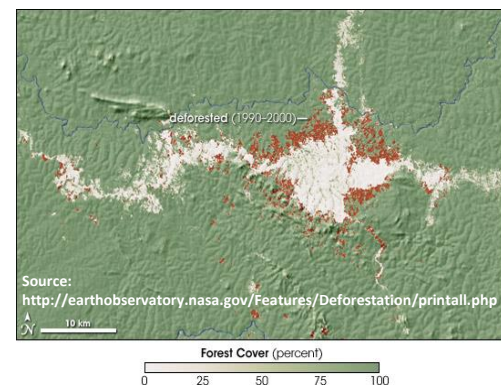 deforested (1990-2000)
Source:
http://earthobservatory.nasa.gov/Features/Deforestation/printall.php
N
10 km
Forest Cover (percent)
0 25 50 75 100